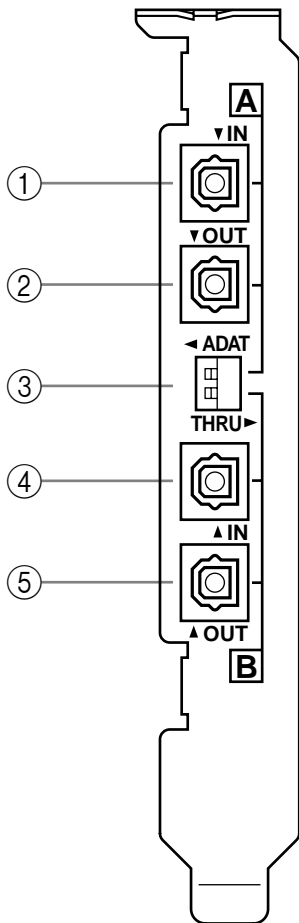 A
▼IN
①
▼OUT
②
◄ ADAT
③
THRU►
④
▲IN
⑤
▲OUT
B